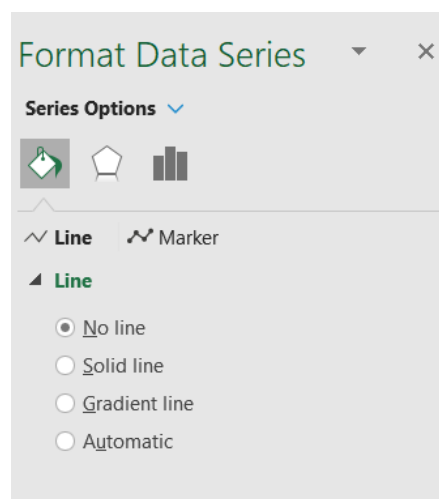 Format Data Series
Series Options
Line Marker
Line
No line
Solid line
Gradient line
Automatic